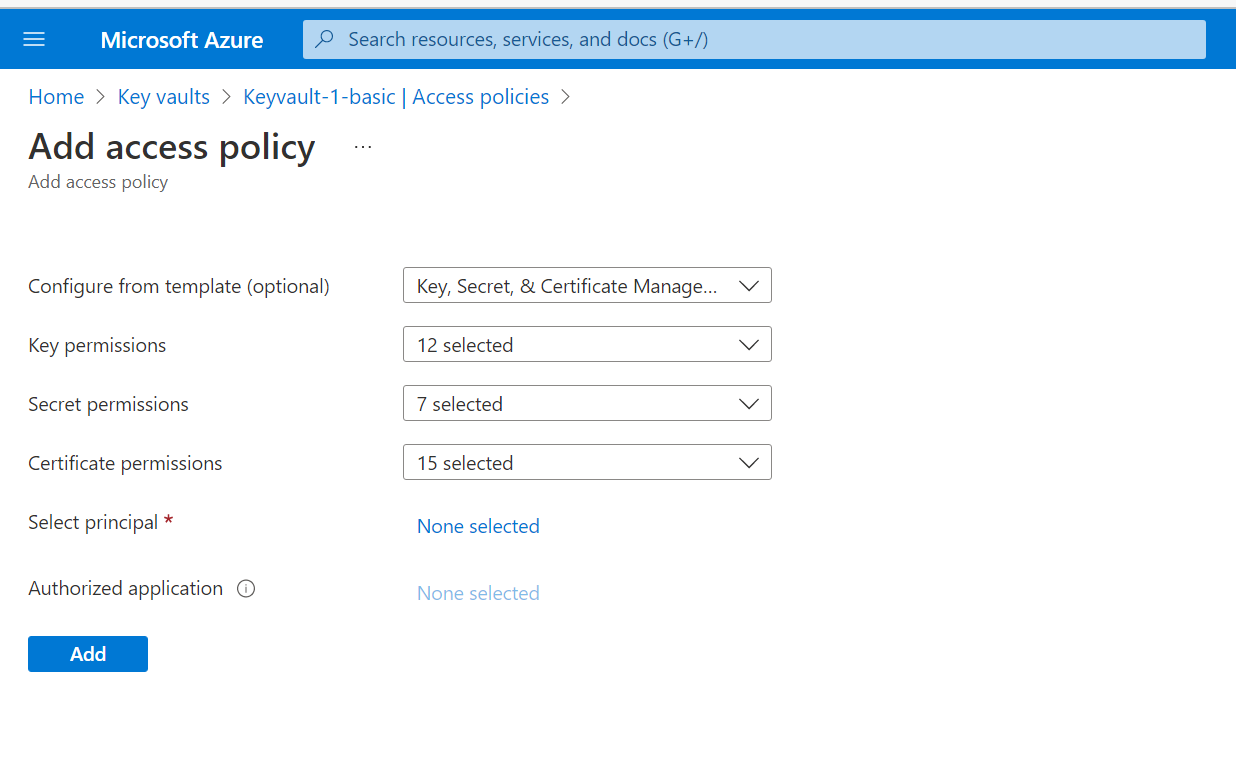 Microsoft Azure Search resources, services, and docs (G+/)
Home > Key vaults > Keyvault-1-basic | Access policies >
Add access policy ...
Add access policy
Configure from template (optional) Key, Secret, & Certificate Manage...
Key permissions 12 selected
Secret permissions 7 selected
Certificate permissions 15 selected
Select principal * None selected
Authorized application None selected
Add